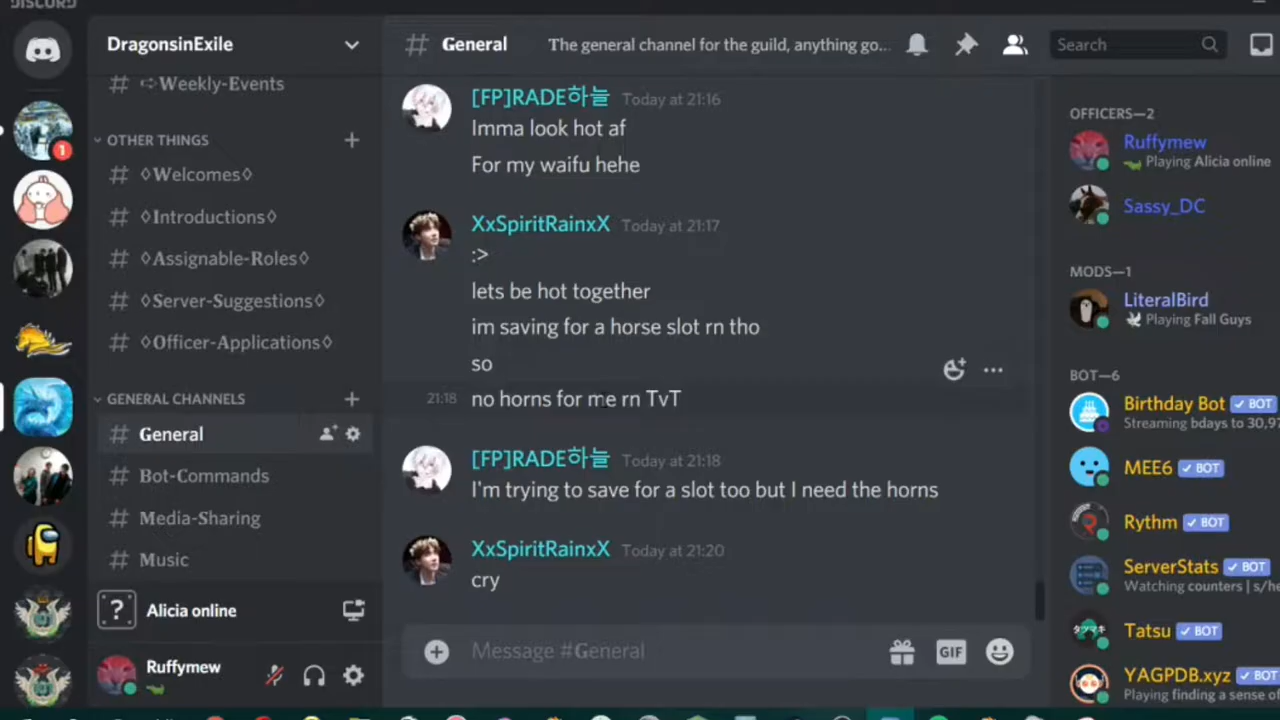 DISCORD
DragonsinExile
# ➪Weekly-Events
OTHER THINGS
# ◊Welcomes◊
# ◊Introductions◊
# ◊Assignable-Roles◊
# ◊Server-Suggestions◊
# ◊Officer-Applications◊
GENERAL CHANNELS
# General
# Bot-Commands
# Media-Sharing
# Music
? Alicia online
Ruffymew
1
# General The general channel for the guild, anything go...
Search
[FP]RADE하늘 Today at 21:16
Imma look hot af
For my waifu hehe
XxSpiritRainxX Today at 21:17
:>
lets be hot together
im saving for a horse slot rn tho
so
21:18 no horns for me rn TvT
[FP]RADE하늘 Today at 21:18
I'm trying to save for a slot too but I need the horns
XxSpiritRainxX Today at 21:20
cry
Message #General
GIF
OFFICERS—2
Ruffymew
Playing Alicia online
Sassy_DC
MODS—1
LiteralBird
Playing Fall Guys
BOT—6
Birthday Bot ✓ BOT
Streaming bdays to 30,97
MEE6 ✓ BOT
Rythm ✓ BOT
ServerStats ✓ BOT
Watching counters | s/he
Tatsu ✓ BOT
YAGPDB.xyz ✓ BOT
Playing finding a sense of